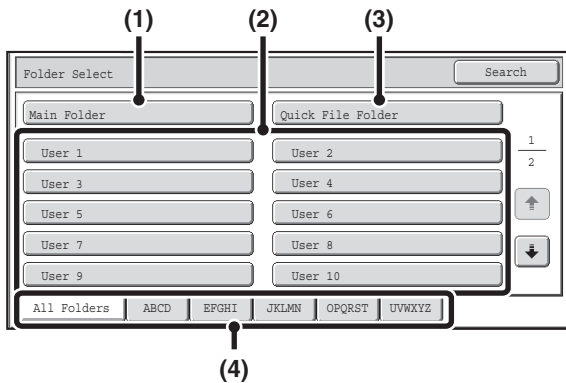 (1) (2) (3)
Folder Select Search
Main Folder Quick File Folder
User 1 User 2 1
2
User 3 User 4
User 5 User 6
User 7 User 8
User 9 User 10
All Folders ABCD EFGHI JKLMN OPQRST UVWXYZ
(4)